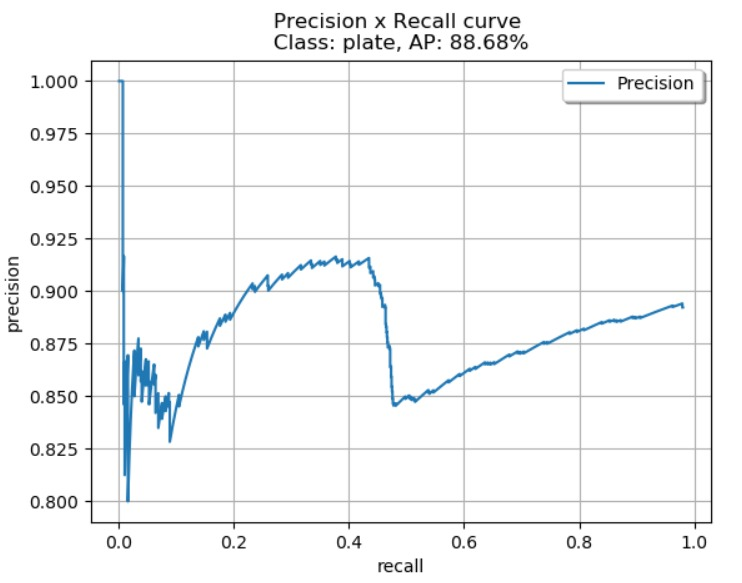 Precision x Recall curve
Class: plate, AP: 88.68%
Precision
1.000
0.975
0.950
0.925
0.900
0.875
0.850
0.825
0.800
precision
0.0 0.2 0.4 0.6 0.8 1.0
recall